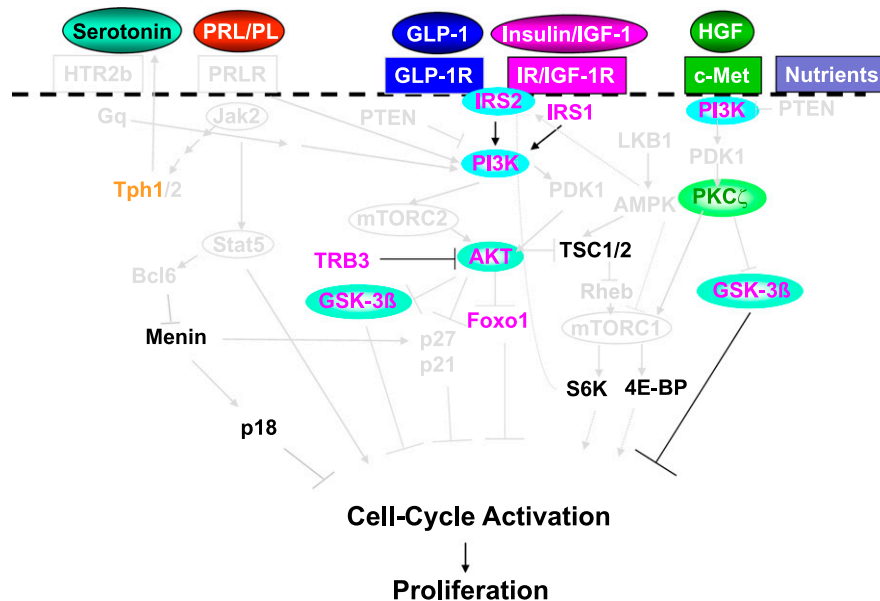 Serotonin PRL/PL GLP-1 Insulin/IGF-1 HGF
HTR2b PRLR GLP-1R IR/IGF-1R c-Met Nutrients
IRS2
IRS1
PI3K PTEN
Gq Jak2 PTEN
LKB1
PI3K
PDK1
Tph1/2
PDK1
AMPK
PKCζ
mTORC2
Stat5
TRB3 AKT TSC1/2
Bcl6
GSK-3ß
Rheb
GSK-3ß
Foxo1
mTORC1
Menin
p27
p21
S6K 4E-BP
p18
Cell-Cycle Activation
Proliferation